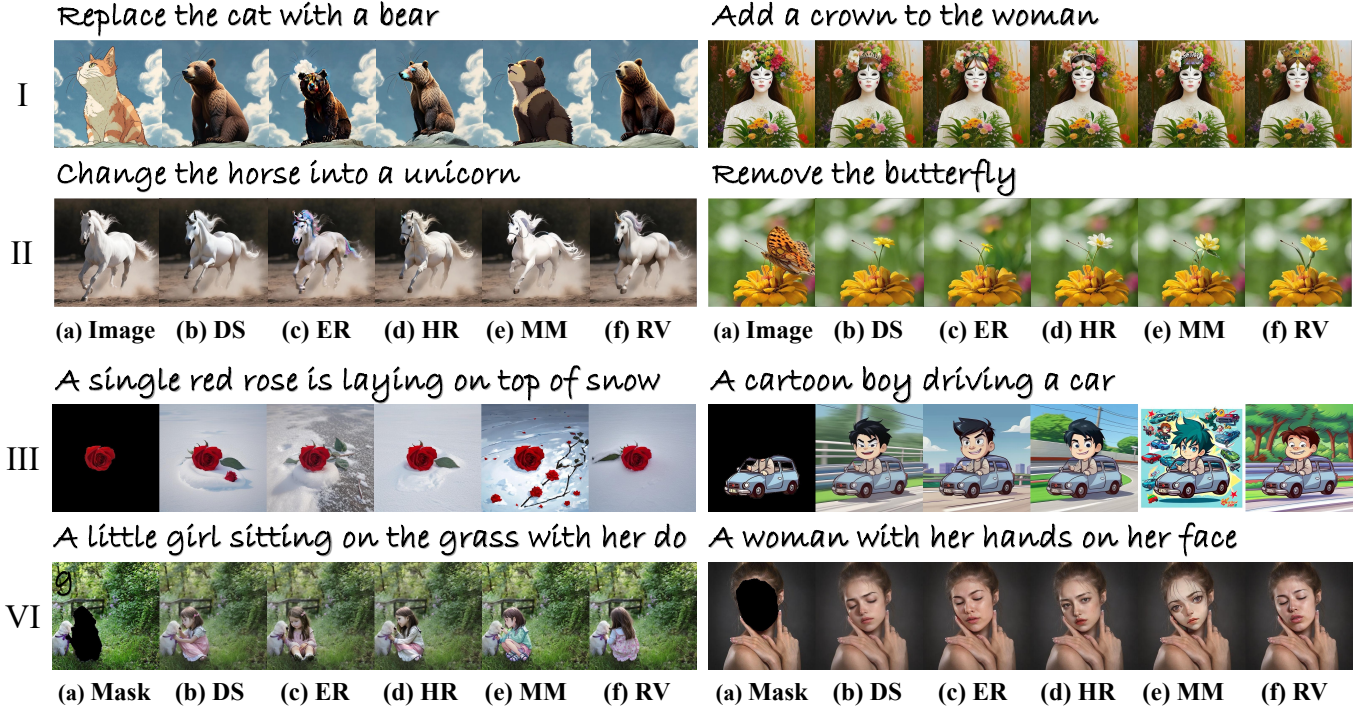 Replace the cat with a bear
Add a crown to the woman
I
Change the horse into a unicorn
Remove the butterfly
II
(a) Image (b) DS (c) ER (d) HR (e) MM (f) RV
(a) Image (b) DS (c) ER (d) HR (e) MM (f) RV
A single red rose is laying on top of snow
A cartoon boy driving a car
III
A little girl sitting on the grass with her do
g
A woman with her hands on her face
VI
(a) Mask (b) DS (c) ER (d) HR (e) MM (f) RV
(a) Mask (b) DS (c) ER (d) HR (e) MM (f) RV